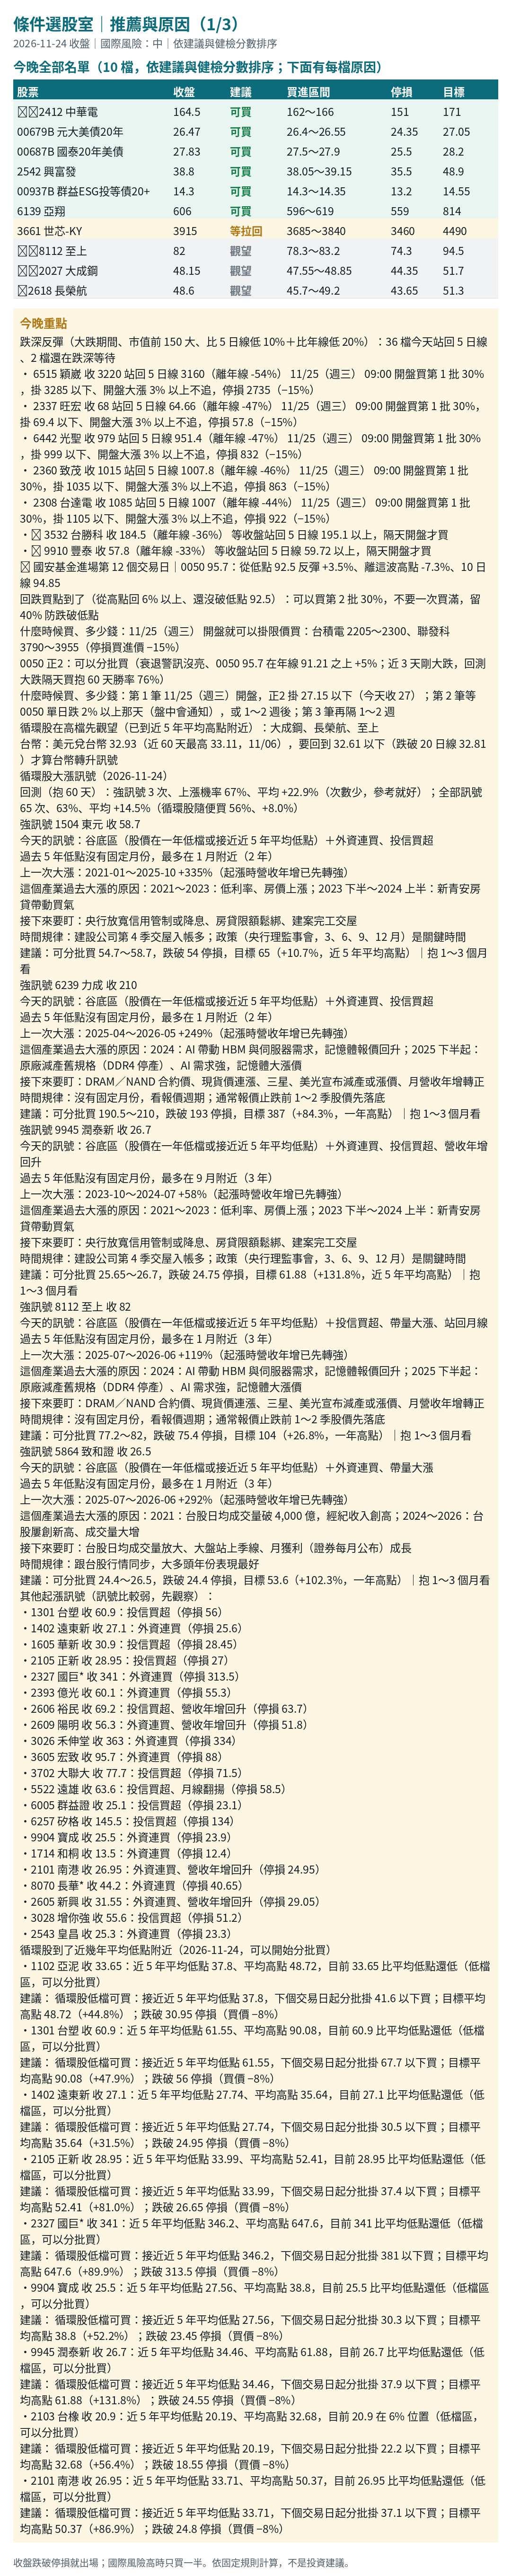 條件選股室｜推薦與原因（1/3）
2026-11-24 收盤｜國際風險：中｜依建議與健檢分數排序
今晚全部名單（10 檔，依建議與健檢分數排序；下面有每檔原因）
股票 收盤 建議 買進區間 停損 目標
2412 中華電 164.5 可買 162～166 151 171
00679B 元大美債20年 26.47 可買 26.4～26.55 24.35 27.05
00687B 國泰20年美債 27.83 可買 27.5～27.9 25.5 28.2
2542 興富發 38.8 可買 38.05～39.15 35.5 48.9
00937B 群益ESG投等債20+ 14.3 可買 14.3～14.35 13.2 14.55
6139 亞翔 606 可買 596～619 559 814
3661 世芯-KY 3915 等拉回 3685～3840 3460 4490
8112 至上 82 觀望 78.3～83.2 74.3 94.5
2027 大成鋼 48.15 觀望 47.55～48.85 44.35 51.7
2618 長榮航 48.6 觀望 45.7～49.2 43.65 51.3
今晚重點
跌深反彈（大跌期間、市值前 150 大、比 5 日線低 10%＋比年線低 20%）：36 檔今天站回 5 日線
、2 檔還在跌深等待
・ 6515 穎崴 收 3220 站回 5 日線 3160（離年線 -54%） 11/25（週三） 09:00 開盤買第 1 批 30%
，掛 3285 以下、開盤大漲 3% 以上不追，停損 2735（−15%）
・ 2337 旺宏 收 68 站回 5 日線 64.66（離年線 -47%） 11/25（週三） 09:00 開盤買第 1 批 30%，
掛 69.4 以下、開盤大漲 3% 以上不追，停損 57.8（−15%）
・ 6442 光聖 收 979 站回 5 日線 951.4（離年線 -47%） 11/25（週三） 09:00 開盤買第 1 批 30%
，掛 999 以下、開盤大漲 3% 以上不追，停損 832（−15%）
・ 2360 致茂 收 1015 站回 5 日線 1007.8（離年線 -46%） 11/25（週三） 09:00 開盤買第 1 批
30%，掛 1035 以下、開盤大漲 3% 以上不追，停損 863（−15%）
・ 2308 台達電 收 1085 站回 5 日線 1007（離年線 -44%） 11/25（週三） 09:00 開盤買第 1 批
30%，掛 1105 以下、開盤大漲 3% 以上不追，停損 922（−15%）
・ 3532 台勝科 收 184.5（離年線 -36%） 等收盤站回 5 日線 195.1 以上，隔天開盤才買
・ 9910 豐泰 收 57.8（離年線 -33%） 等收盤站回 5 日線 59.72 以上，隔天開盤才買
國安基金進場第 12 個交易日｜0050 95.7：從低點 92.5 反彈 +3.5%、離這波高點 -7.3%、10 日
線 94.85
回跌買點到了（從高點回 6% 以上、還沒破低點 92.5）：可以買第 2 批 30%，不要一次買滿，留
40% 防跌破低點
什麼時候買、多少錢：11/25（週三） 開盤就可以掛限價買：台積電 2205～2300、聯發科
3790～3955（停損買進價 −15%）
0050 正2：可以分批買（衰退警訊沒亮、0050 95.7 在年線 91.21 之上 +5%；近 3 天剛大跌，回測
大跌隔天買抱 60 天勝率 76%）
什麼時候買、多少錢：第 1 筆 11/25（週三）開盤，正2 掛 27.15 以下（今天收 27）；第 2 筆等
0050 單日跌 2% 以上那天（盤中會通知），或 1～2 週後；第 3 筆再隔 1～2 週
循環股在高檔先觀望（已到近 5 年平均高點附近）：大成鋼、長榮航、至上
台幣：美元兌台幣 32.93（近 60 天最高 33.11，11/06），要回到 32.61 以下（跌破 20 日線 32.81
）才算台幣轉升訊號
循環股大漲訊號（2026-11-24）
回測（抱 60 天）：強訊號 3 次、上漲機率 67%、平均 +22.9%（次數少，參考就好）；全部訊號
65 次、63%、平均 +14.5%（循環股隨便買 56%、+8.0%）
強訊號 1504 東元 收 58.7
今天的訊號：谷底區（股價在一年低檔或接近近 5 年平均低點）＋外資連買、投信買超
過去 5 年低點沒有固定月份，最多在 1 月附近（2 年）
上一次大漲：2021-01～2025-10 +335%（起漲時營收年增已先轉強）
這個產業過去大漲的原因：2021～2023：低利率、房價上漲；2023 下半～2024 上半：新青安房
貸帶動買氣
接下來要盯：央行放寬信用管制或降息、房貸限額鬆綁、建案完工交屋
時間規律：建設公司第 4 季交屋入帳多；政策（央行理監事會，3、6、9、12 月）是關鍵時間
建議：可分批買 54.7～58.7，跌破 54 停損，目標 65（+10.7%，近 5 年平均高點）｜抱 1～3 個月
看
強訊號 6239 力成 收 210
今天的訊號：谷底區（股價在一年低檔或接近近 5 年平均低點）＋外資連買、投信買超
過去 5 年低點沒有固定月份，最多在 1 月附近（2 年）
上一次大漲：2025-04～2026-05 +249%（起漲時營收年增已先轉強）
這個產業過去大漲的原因：2024：AI 帶動 HBM 與伺服器需求，記憶體報價回升；2025 下半起：
原廠減產舊規格（DDR4 停產）、AI 需求強，記憶體大漲價
接下來要盯：DRAM／NAND 合約價、現貨價連漲、三星、美光宣布減產或漲價、月營收年增轉正
時間規律：沒有固定月份，看報價週期；通常報價止跌前 1～2 季股價先落底
建議：可分批買 190.5～210，跌破 193 停損，目標 387（+84.3%，一年高點）｜抱 1～3 個月看
強訊號 9945 潤泰新 收 26.7
今天的訊號：谷底區（股價在一年低檔或接近近 5 年平均低點）＋外資連買、投信買超、營收年增
回升
過去 5 年低點沒有固定月份，最多在 9 月附近（3 年）
上一次大漲：2023-10～2024-07 +58%（起漲時營收年增已先轉強）
這個產業過去大漲的原因：2021～2023：低利率、房價上漲；2023 下半～2024 上半：新青安房
貸帶動買氣
接下來要盯：央行放寬信用管制或降息、房貸限額鬆綁、建案完工交屋
時間規律：建設公司第 4 季交屋入帳多；政策（央行理監事會，3、6、9、12 月）是關鍵時間
建議：可分批買 25.65～26.7，跌破 24.75 停損，目標 61.88（+131.8%，近 5 年平均高點）｜抱
1～3 個月看
強訊號 8112 至上 收 82
今天的訊號：谷底區（股價在一年低檔或接近近 5 年平均低點）＋投信買超、帶量大漲、站回月線
過去 5 年低點沒有固定月份，最多在 1 月附近（3 年）
上一次大漲：2025-07～2026-06 +119%（起漲時營收年增已先轉強）
這個產業過去大漲的原因：2024：AI 帶動 HBM 與伺服器需求，記憶體報價回升；2025 下半起：
原廠減產舊規格（DDR4 停產）、AI 需求強，記憶體大漲價
接下來要盯：DRAM／NAND 合約價、現貨價連漲、三星、美光宣布減產或漲價、月營收年增轉正
時間規律：沒有固定月份，看報價週期；通常報價止跌前 1～2 季股價先落底
建議：可分批買 77.2～82，跌破 75.4 停損，目標 104（+26.8%，一年高點）｜抱 1～3 個月看
強訊號 5864 致和證 收 26.5
今天的訊號：谷底區（股價在一年低檔或接近近 5 年平均低點）＋外資連買、帶量大漲
過去 5 年低點沒有固定月份，最多在 1 月附近（3 年）
上一次大漲：2025-07～2026-06 +292%（起漲時營收年增已先轉強）
這個產業過去大漲的原因：2021：台股日均成交量破 4,000 億，經紀收入創高；2024～2026：台
股屢創新高、成交量大增
接下來要盯：台股日均成交量放大、大盤站上季線、月獲利（證券每月公布）成長
時間規律：跟台股行情同步，大多頭年份表現最好
建議：可分批買 24.4～26.5，跌破 24.4 停損，目標 53.6（+102.3%，一年高點）｜抱 1～3 個月看
其他起漲訊號（訊號比較弱，先觀察）：
・1301 台塑 收 60.9：投信買超（停損 56）
・1402 遠東新 收 27.1：外資連買（停損 25.6）
・1605 華新 收 30.9：投信買超（停損 28.45）
・2105 正新 收 28.95：投信買超（停損 27）
・2327 國巨* 收 341：外資連買（停損 313.5）
・2393 億光 收 60.1：外資連買（停損 55.3）
・2606 裕民 收 69.2：投信買超、營收年增回升（停損 63.7）
・2609 陽明 收 56.3：外資連買、營收年增回升（停損 51.8）
・3026 禾伸堂 收 363：外資連買（停損 334）
・3605 宏致 收 95.7：外資連買（停損 88）
・3702 大聯大 收 77.7：投信買超（停損 71.5）
・5522 遠雄 收 63.6：投信買超、月線翻揚（停損 58.5）
・6005 群益證 收 25.1：投信買超（停損 23.1）
・6257 矽格 收 145.5：投信買超（停損 134）
・9904 寶成 收 25.5：外資連買（停損 23.9）
・1714 和桐 收 13.5：外資連買（停損 12.4）
・2101 南港 收 26.95：外資連買、營收年增回升（停損 24.95）
・8070 長華* 收 44.2：外資連買（停損 40.65）
・2605 新興 收 31.55：外資連買、營收年增回升（停損 29.05）
・3028 增你強 收 55.6：投信買超（停損 51.2）
・2543 皇昌 收 25.3：外資連買（停損 23.3）
循環股到了近幾年平均低點附近（2026-11-24，可以開始分批買）
・1102 亞泥 收 33.65：近 5 年平均低點 37.8、平均高點 48.72，目前 33.65 比平均低點還低（低檔
區，可以分批買）
建議： 循環股低檔可買：接近近 5 年平均低點 37.8，下個交易日起分批掛 41.6 以下買；目標平均
高點 48.72（+44.8%）；跌破 30.95 停損（買價 −8%）
・1301 台塑 收 60.9：近 5 年平均低點 61.55、平均高點 90.08，目前 60.9 比平均低點還低（低檔
區，可以分批買）
建議： 循環股低檔可買：接近近 5 年平均低點 61.55，下個交易日起分批掛 67.7 以下買；目標平
均高點 90.08（+47.9%）；跌破 56 停損（買價 −8%）
・1402 遠東新 收 27.1：近 5 年平均低點 27.74、平均高點 35.64，目前 27.1 比平均低點還低（低
檔區，可以分批買）
建議： 循環股低檔可買：接近近 5 年平均低點 27.74，下個交易日起分批掛 30.5 以下買；目標平
均高點 35.64（+31.5%）；跌破 24.95 停損（買價 −8%）
・2105 正新 收 28.95：近 5 年平均低點 33.99、平均高點 52.41，目前 28.95 比平均低點還低（低
檔區，可以分批買）
建議： 循環股低檔可買：接近近 5 年平均低點 33.99，下個交易日起分批掛 37.4 以下買；目標平
均高點 52.41（+81.0%）；跌破 26.65 停損（買價 −8%）
・2327 國巨* 收 341：近 5 年平均低點 346.2、平均高點 647.6，目前 341 比平均低點還低（低檔
區，可以分批買）
建議： 循環股低檔可買：接近近 5 年平均低點 346.2，下個交易日起分批掛 381 以下買；目標平均
高點 647.6（+89.9%）；跌破 313.5 停損（買價 −8%）
・9904 寶成 收 25.5：近 5 年平均低點 27.56、平均高點 38.8，目前 25.5 比平均低點還低（低檔區
，可以分批買）
建議： 循環股低檔可買：接近近 5 年平均低點 27.56，下個交易日起分批掛 30.3 以下買；目標平
均高點 38.8（+52.2%）；跌破 23.45 停損（買價 −8%）
・9945 潤泰新 收 26.7：近 5 年平均低點 34.46、平均高點 61.88，目前 26.7 比平均低點還低（低
檔區，可以分批買）
建議： 循環股低檔可買：接近近 5 年平均低點 34.46，下個交易日起分批掛 37.9 以下買；目標平
均高點 61.88（+131.8%）；跌破 24.55 停損（買價 −8%）
・2103 台橡 收 20.9：近 5 年平均低點 20.19、平均高點 32.68，目前 20.9 在 6% 位置（低檔區，
可以分批買）
建議： 循環股低檔可買：接近近 5 年平均低點 20.19，下個交易日起分批掛 22.2 以下買；目標平
均高點 32.68（+56.4%）；跌破 18.55 停損（買價 −8%）
・2101 南港 收 26.95：近 5 年平均低點 33.71、平均高點 50.37，目前 26.95 比平均低點還低（低
檔區，可以分批買）
建議： 循環股低檔可買：接近近 5 年平均低點 33.71，下個交易日起分批掛 37.1 以下買；目標平
均高點 50.37（+86.9%）；跌破 24.8 停損（買價 −8%）
收盤跌破停損就出場；國際風險高時只買一半。依固定規則計算，不是投資建議。